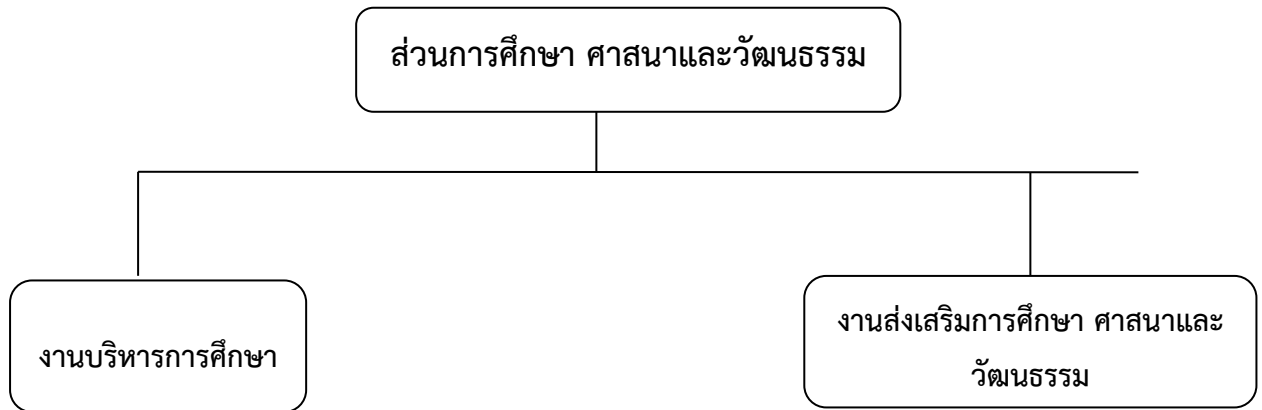 ส่วนการศึกษา ศาสนาและวัฒนธรรม
งานบริหารการศึกษา
งานส่งเสริมการศึกษา ศาสนาและ
วัฒนธรรม